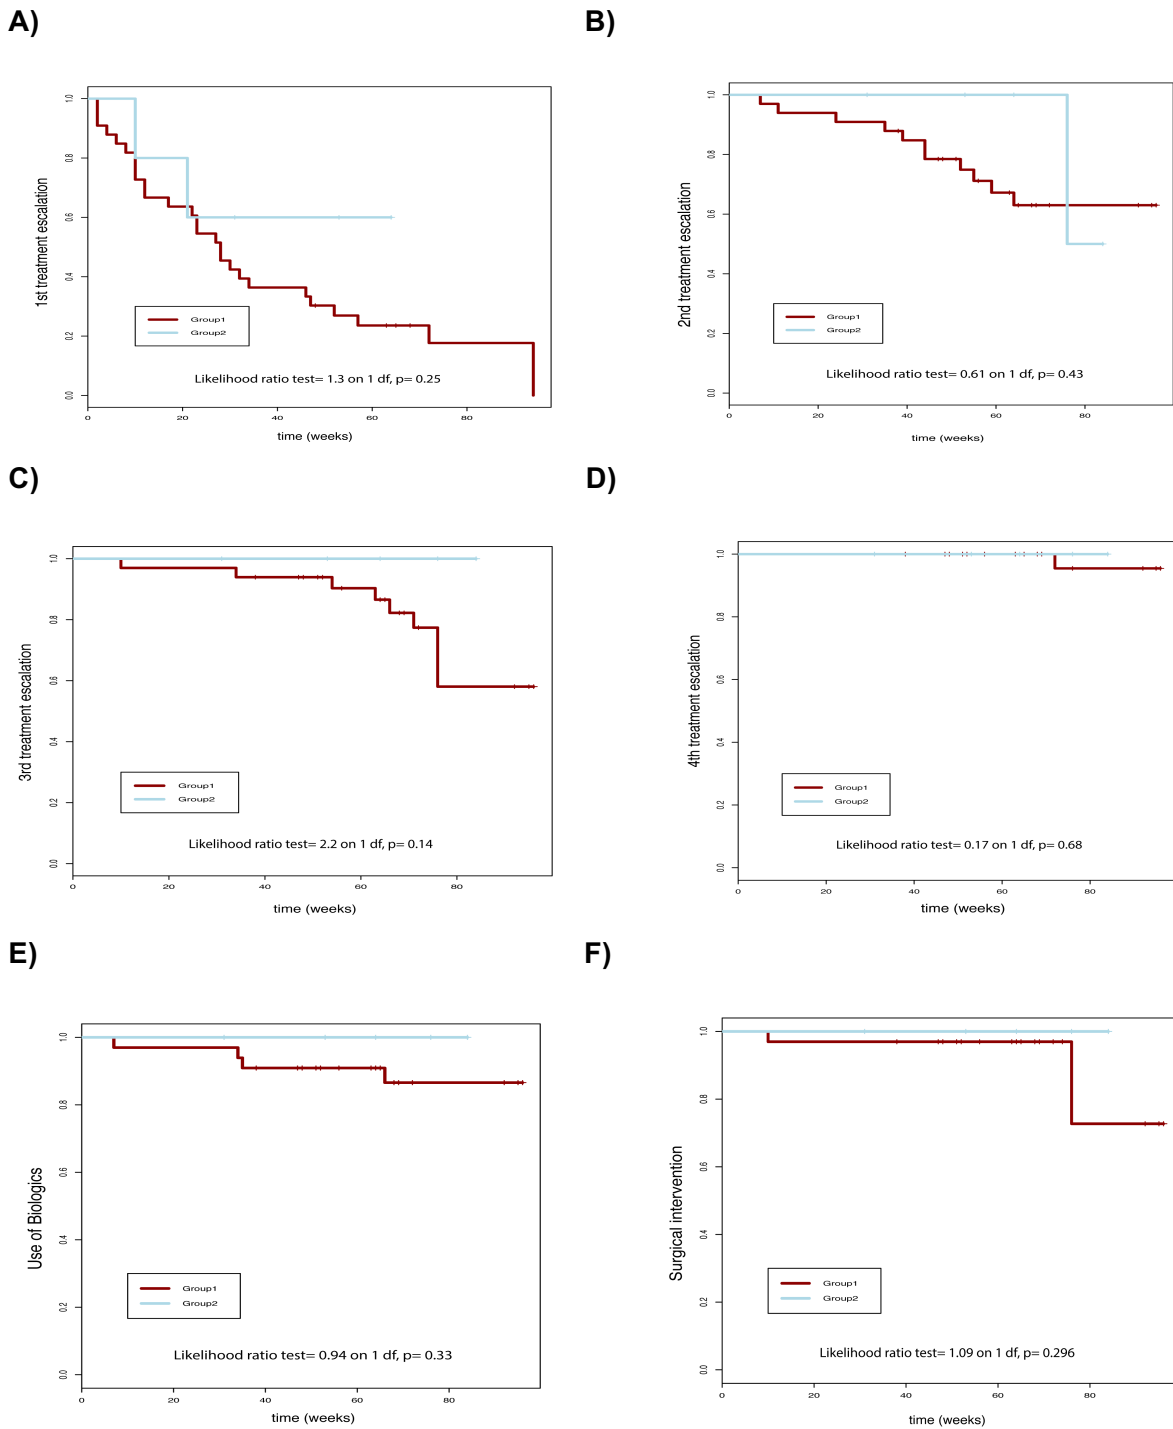 A)
1st treatment escalation
1.0
0.8
0.6
0.4
0.2
0.0
Group1
Group2
Likelihood ratio test= 1.3 on 1 df, p= 0.25
0 20 40 60 80
time (weeks)
B)
2nd treatment escalation
1.0
0.8
0.6
0.4
0.2
0.0
Group1
Group2
Likelihood ratio test= 0.61 on 1 df, p= 0.43
0 20 40 60 80
time (weeks)
C)
3rd treatment escalation
1.0
0.8
0.6
0.4
0.2
0.0
Group1
Group2
Likelihood ratio test= 2.2 on 1 df, p= 0.14
0 20 40 60 80
time (weeks)
D)
4th treatment escalation
1.0
0.8
0.6
0.4
0.2
0.0
Group1
Group2
Likelihood ratio test= 0.17 on 1 df, p= 0.68
0 20 40 60 80
time (weeks)
E)
Use of Biologics
1.0
0.8
0.6
0.4
0.2
0.0
Group1
Group2
Likelihood ratio test= 0.94 on 1 df, p= 0.33
0 20 40 60 80
time (weeks)
F)
Surgical intervention
1.0
0.8
0.6
0.4
0.2
0.0
Group1
Group2
Likelihood ratio test= 1.09 on 1 df, p= 0.296
0 20 40 60 80
time (weeks)